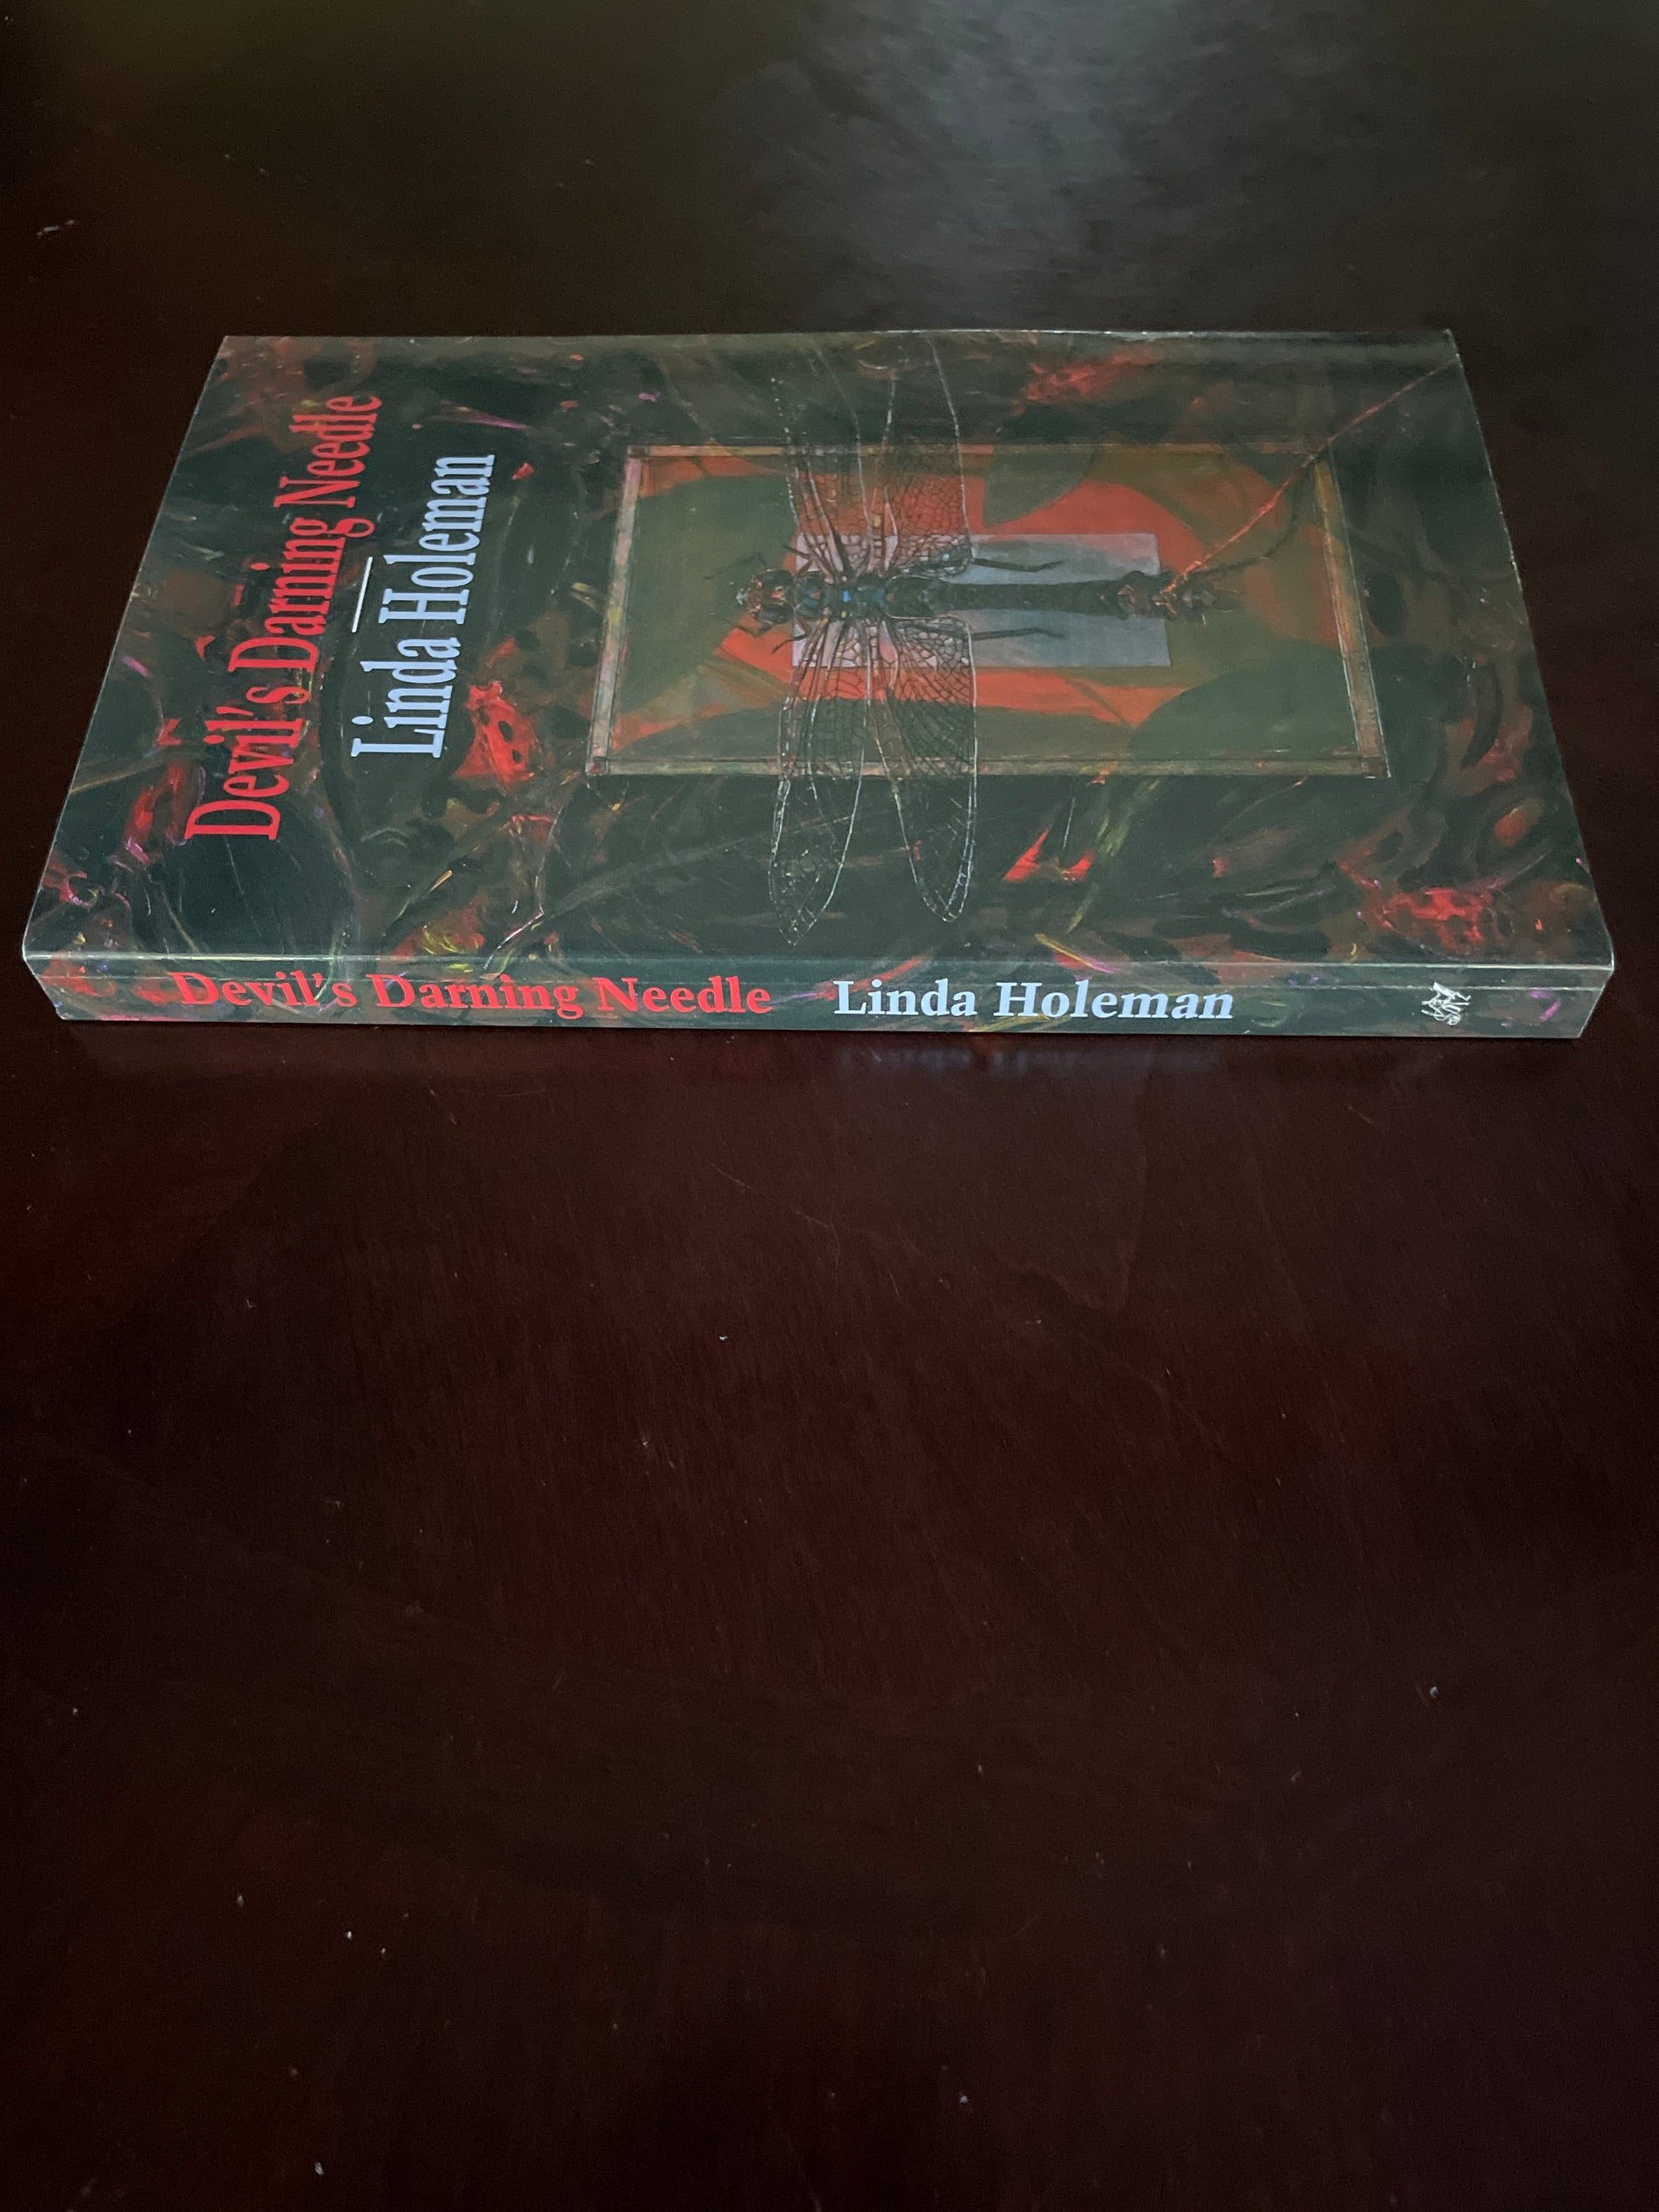 Devil's Darning Needle
Linda Holeman
Devil's Darning Needle Linda Holeman